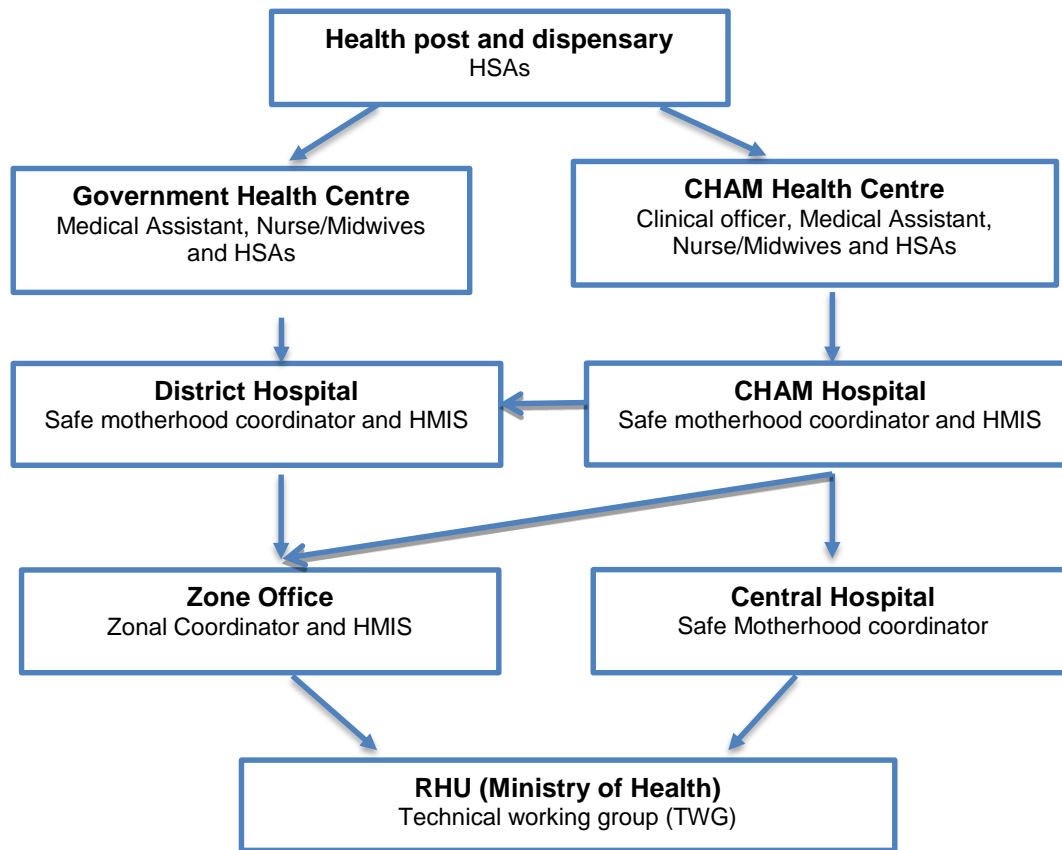 Health post and dispensary
HSAs
Government Health Centre
Medical Assistant, Nurse/Midwives
and HSAs
CHAM Health Centre
Clinical officer, Medical Assistant,
Nurse/Midwives and HSAs
District Hospital
Safe motherhood coordinator and HMIS
CHAM Hospital
Safe motherhood coordinator and HMIS
Zone Office
Zonal Coordinator and HMIS
Central Hospital
Safe Motherhood coordinator
RHU (Ministry of Health)
Technical working group (TWG)